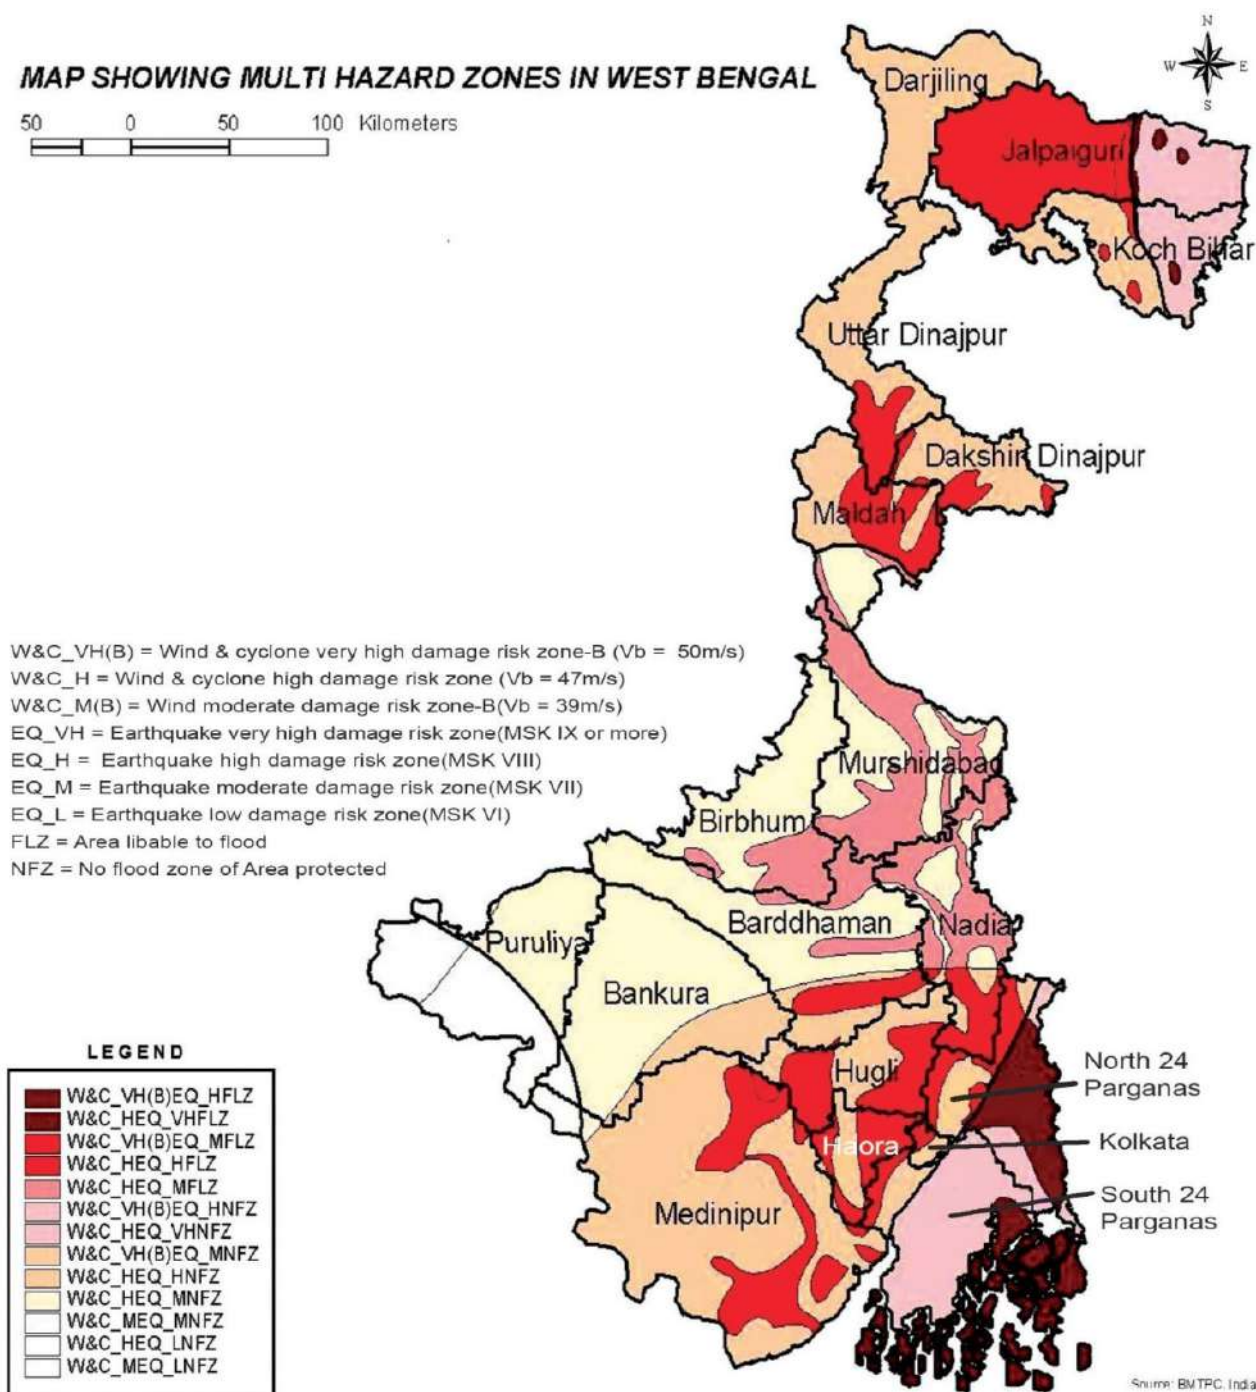 MAP SHOWING MULTI HAZARD ZONES IN WEST BENGAL
50 0 50 100 Kilometers
N
W E
S
Darjiling
Jalpaiguri
Koch Bihar
Uttar Dinajpur
Dakshin Dinajpur
Maldah
W&C_VH(B) = Wind & cyclone very high damage risk zone-B (Vb = 50m/s)
W&C_H = Wind & cyclone high damage risk zone (Vb = 47m/s)
W&C_M(B) = Wind moderate damage risk zone-B(Vb = 39m/s)
EQ_VH = Earthquake very high damage risk zone(MSK IX or more)
EQ_H = Earthquake high damage risk zone(MSK VIII)
EQ_M = Earthquake moderate damage risk zone(MSK VII)
EQ_L = Earthquake low damage risk zone(MSK VI)
FLZ = Area libable to flood
NFZ = No flood zone of Area protected
Murshidabad
Birbhum
Barddhaman
Nadia
Puruliya
Bankura
Hugli
Haora
Medinipur
North 24
Parganas
Kolkata
South 24
Parganas
LEGEND
W&C_VH(B)EQ_HFLZ
W&C_HEQ_VHFLZ
W&C_VH(B)EQ_MFLZ
W&C_HEQ_HFLZ
W&C_HEQ_MFLZ
W&C_VH(B)EQ_HNFZ
W&C_HEQ_VHNFZ
W&C_VH(B)EQ_MNFZ
W&C_HEQ_HNFZ
W&C_HEQ_MNFZ
W&C_MEQ_MNFZ
W&C_HEQ_LNFZ
W&C_MEQ_LNFZ
Source: BMTPC, India